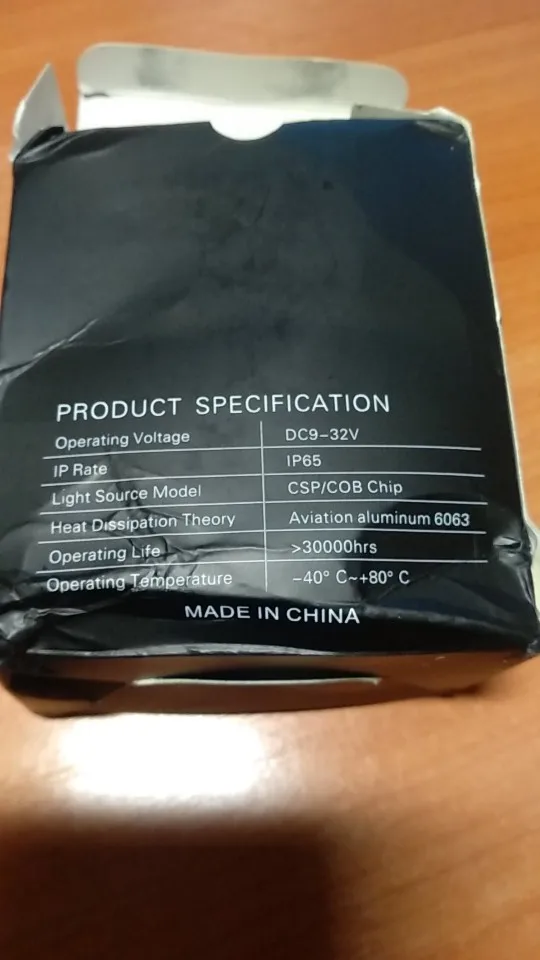 PRODUCT SPECIFICATION
Operating Voltage DC9-32V
IP Rate IP65
Light Source Model CSP/COB Chip
Heat Dissipation Theory Aviation aluminum 6063
Operating Life >30000hrs
Operating Temperature -40° C~+80° C
MADE IN CHINA